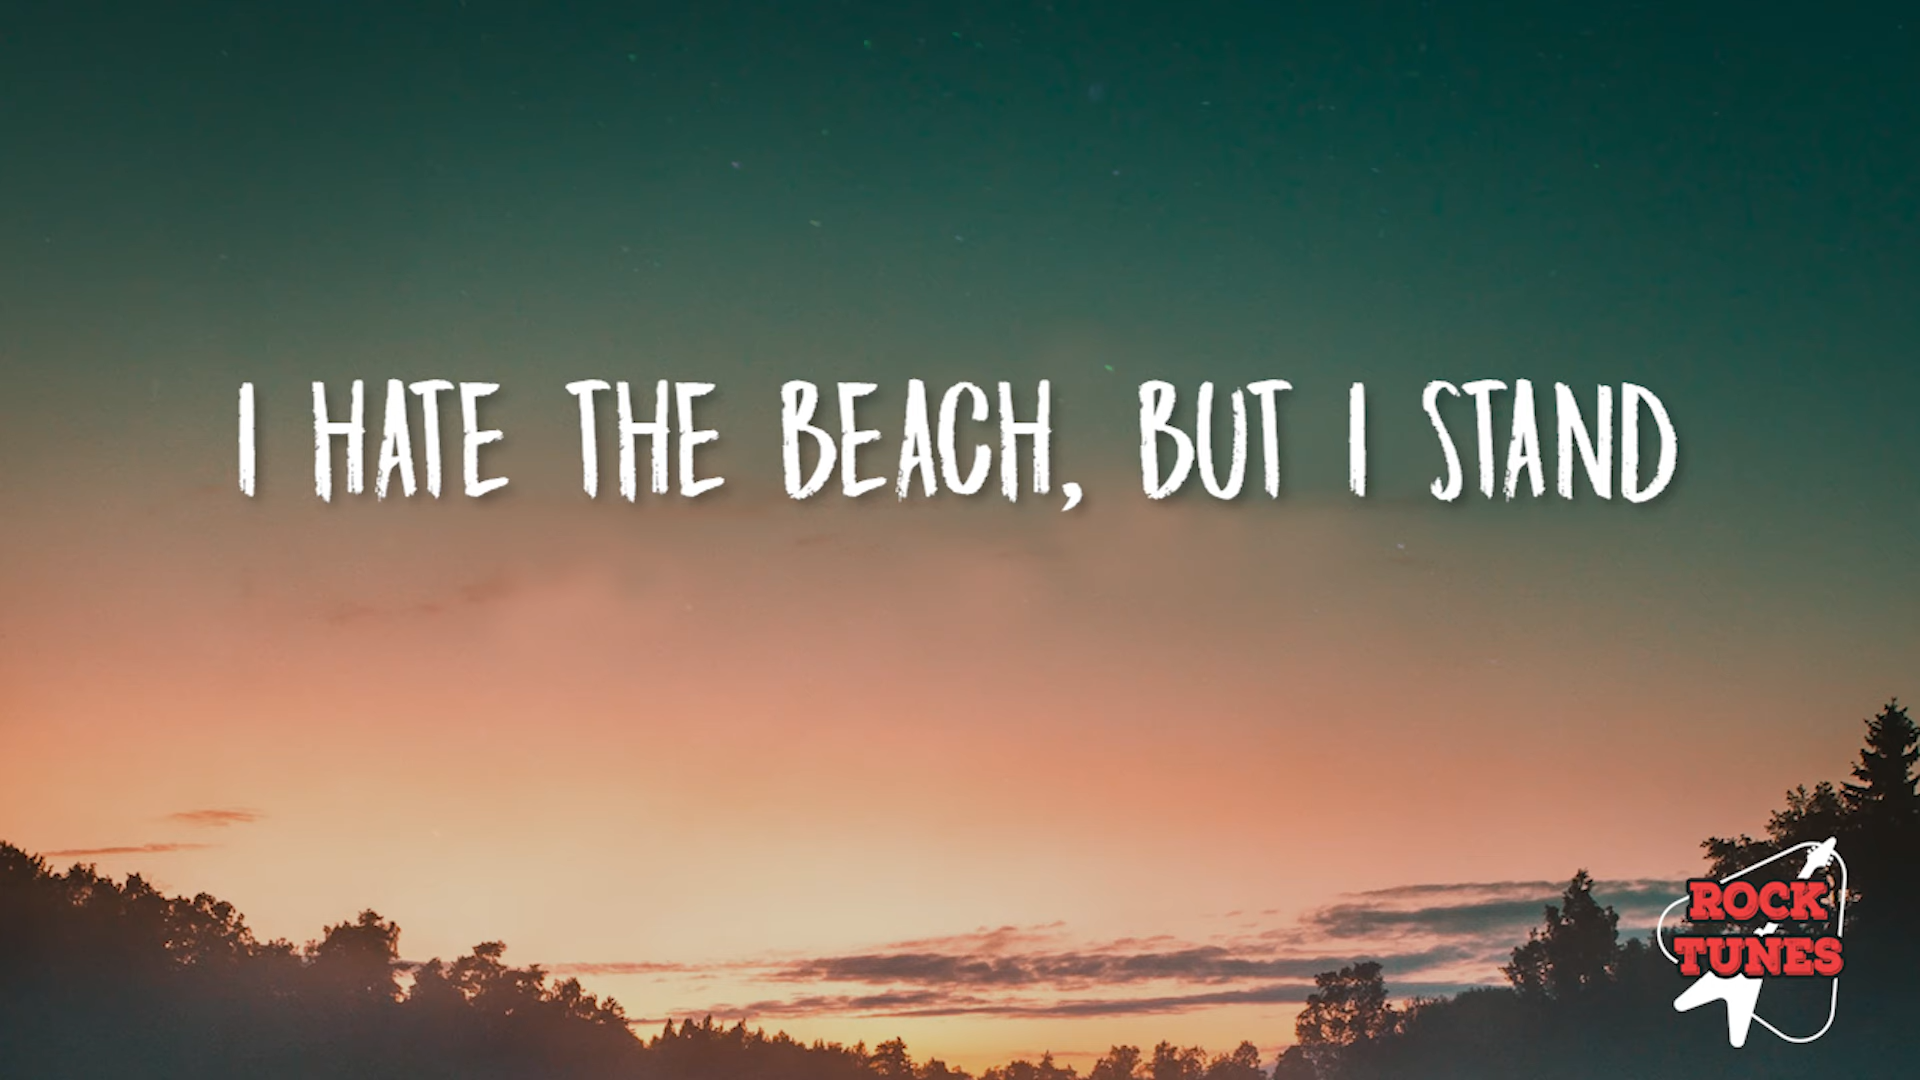 I HATE THE BEACH, BUT I STAND
ROCK
TUNES